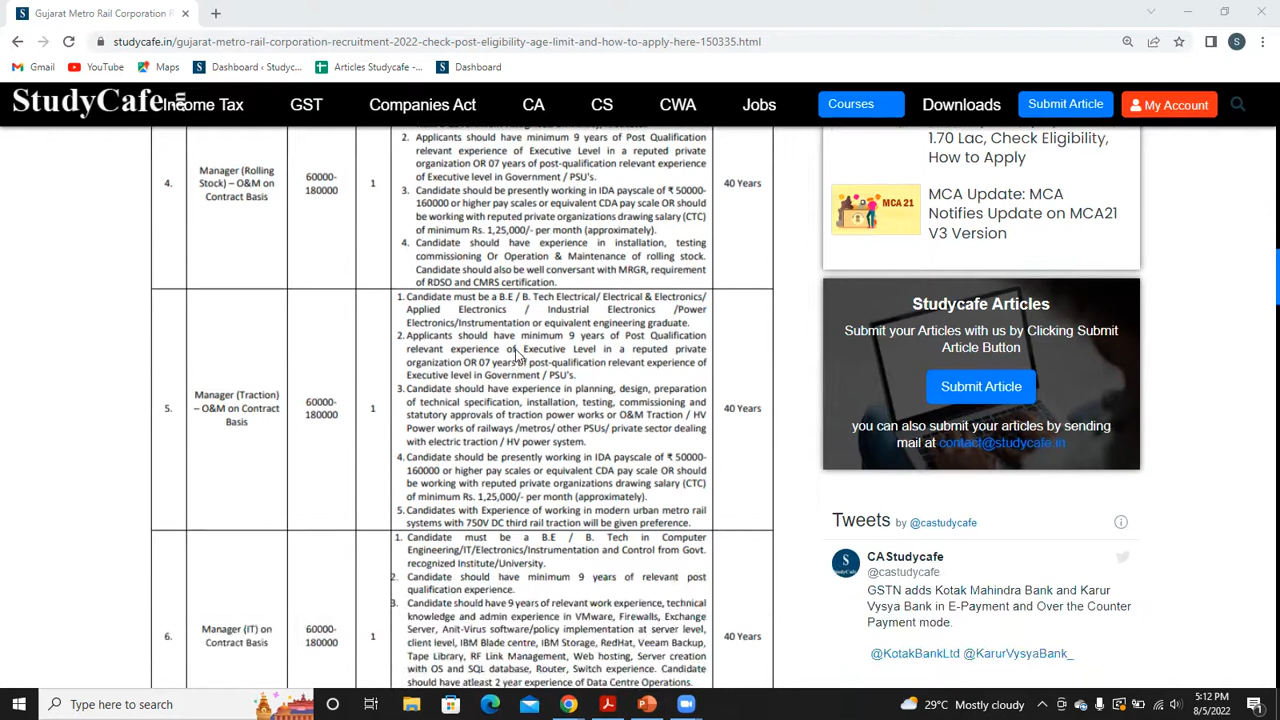 Gujarat Metro Rail Corporation R
studycafe.in/gujarat-metro-rail-corporation-recruitment-2022-check-post-eligibility-age-limit-and-how-to-apply-here-150335.html
Gmail YouTube Maps Dashboard ‹ Studyc... Articles Studycafe -... Dashboard
StudyCafe.in Income Tax GST Companies Act CA CS CWA Jobs Courses Downloads Submit Article My Account
2. Applicants should have minimum 9 years of Post Qualification
relevant experience of Executive Level in a reputed private
organization OR 07 years of post-qualification relevant experience
of Executive level in Government / PSU's.
4.
Manager (Rolling
Stock) – O&M on
Contract Basis
60000-
180000
1
3. Candidate should be presently working in IDA payscale of ₹ 50000-
160000 or higher pay scales or equivalent CDA pay scale OR should
be working with reputed private organizations drawing salary (CTC)
of minimum Rs. 1,25,000/- per month (approximately).
4. Candidate should have experience in installation, testing
commissioning Or Operation & Maintenance of rolling stock.
Candidate should also be well conversant with MRGR, requirement
of RDSO and CMRS certification.
40 Years
5.
Manager (Traction)
– O&M on Contract
Basis
60000-
180000
1
1. Candidate must be a B.E / B. Tech Electrical/ Electrical & Electronics/
Applied Electronics / Industrial Electronics /Power
Electronics/Instrumentation or equivalent engineering graduate.
2. Applicants should have minimum 9 years of Post Qualification
relevant experience of Executive Level in a reputed private
organization OR 07 years of post-qualification relevant experience of
Executive level in Government / PSU's.
3. Candidate should have experience in planning, design, preparation
of technical specification, installation, testing, commissioning and
statutory approvals of traction power works or O&M Traction / HV
Power works of railways /metros/ other PSUs/ private sector dealing
with electric traction / HV power system.
4. Candidate should be presently working in IDA payscale of ₹ 50000-
160000 or higher pay scales or equivalent CDA pay scale OR should
be working with reputed private organizations drawing salary (CTC)
of minimum Rs. 1,25,000/- per month (approximately).
5. Candidates with Experience of working in modern urban metro rail
systems with 750V DC third rail traction will be given preference.
40 Years
6.
Manager (IT) on
Contract Basis
60000-
180000
1
1. Candidate must be a B.E / B. Tech in Computer
Engineering/IT/Electronics/Instrumentation and Control from Govt.
recognized Institute/University.
2. Candidate should have minimum 9 years of relevant post
qualification experience.
3. Candidate should have 9 years of relevant work experience, technical
knowledge and admin experience in VMware, Firewalls, Exchange
Server, Anit-Virus software/policy implementation at server level,
client level, IBM Blade centre, IBM Storage, RedHat, Veeam Backup,
Tape Library, RF Link Management, Web hosting, Server creation
with OS and SQL database, Router, Switch experience. Candidate
should have atleast 2 year experience of Data Centre Operations.
40 Years
1.70 Lac, Check Eligibility,
How to Apply
MCA 21
MCA Update: MCA
Notifies Update on MCA21
V3 Version
Studycafe Articles
Submit your Articles with us by Clicking Submit
Article Button
Submit Article
you can also submit your articles by sending
mail at contact@studycafe.in
Tweets by @castudycafe
CA Studycafe
@castudycafe
GSTN adds Kotak Mahindra Bank and Karur
Vysya Bank in E-Payment and Over the Counter
Payment mode.
@KotakBankLtd @KarurVysyaBank_
Type here to search
29°C Mostly cloudy
5:12 PM
8/5/2022